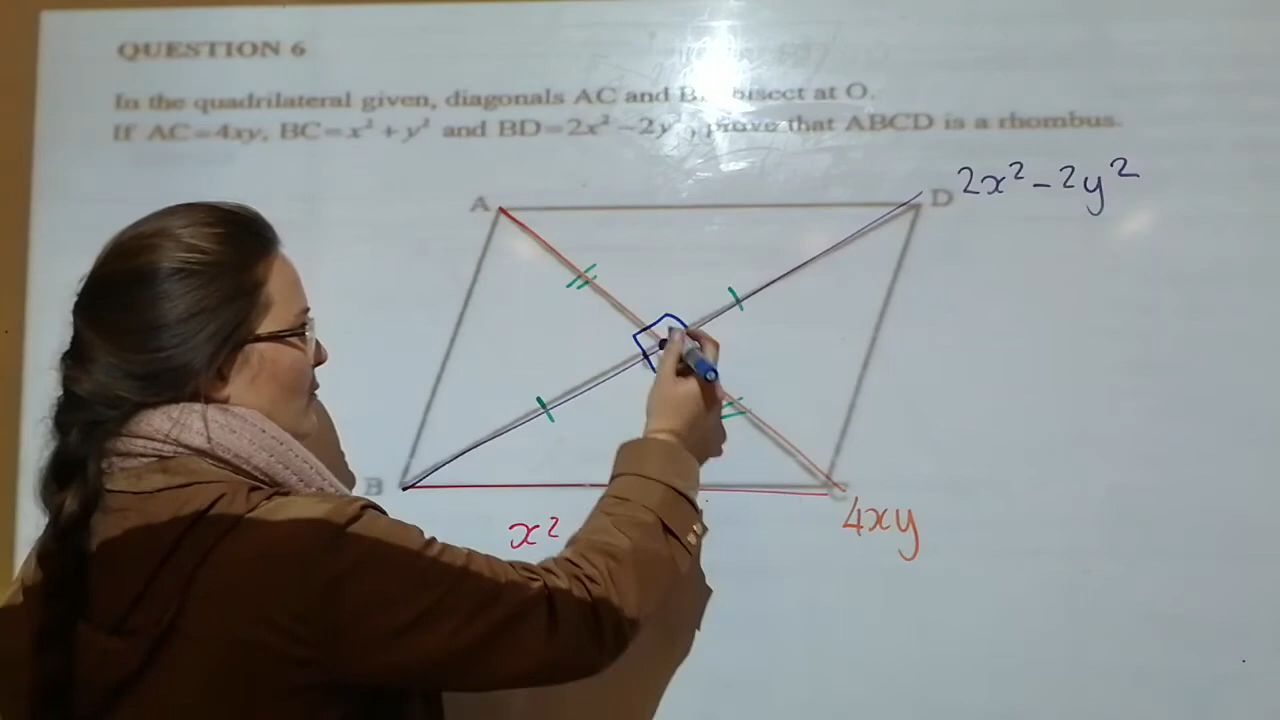 QUESTION 6
In the quadrilateral given, diagonals AC and bisect at O.
If AC=4xy, BC=x²+y² and BD=2x²-2y², prove that ABCD is a rhombus.
A
D
2x²-2y²
B
C
x²
4xy